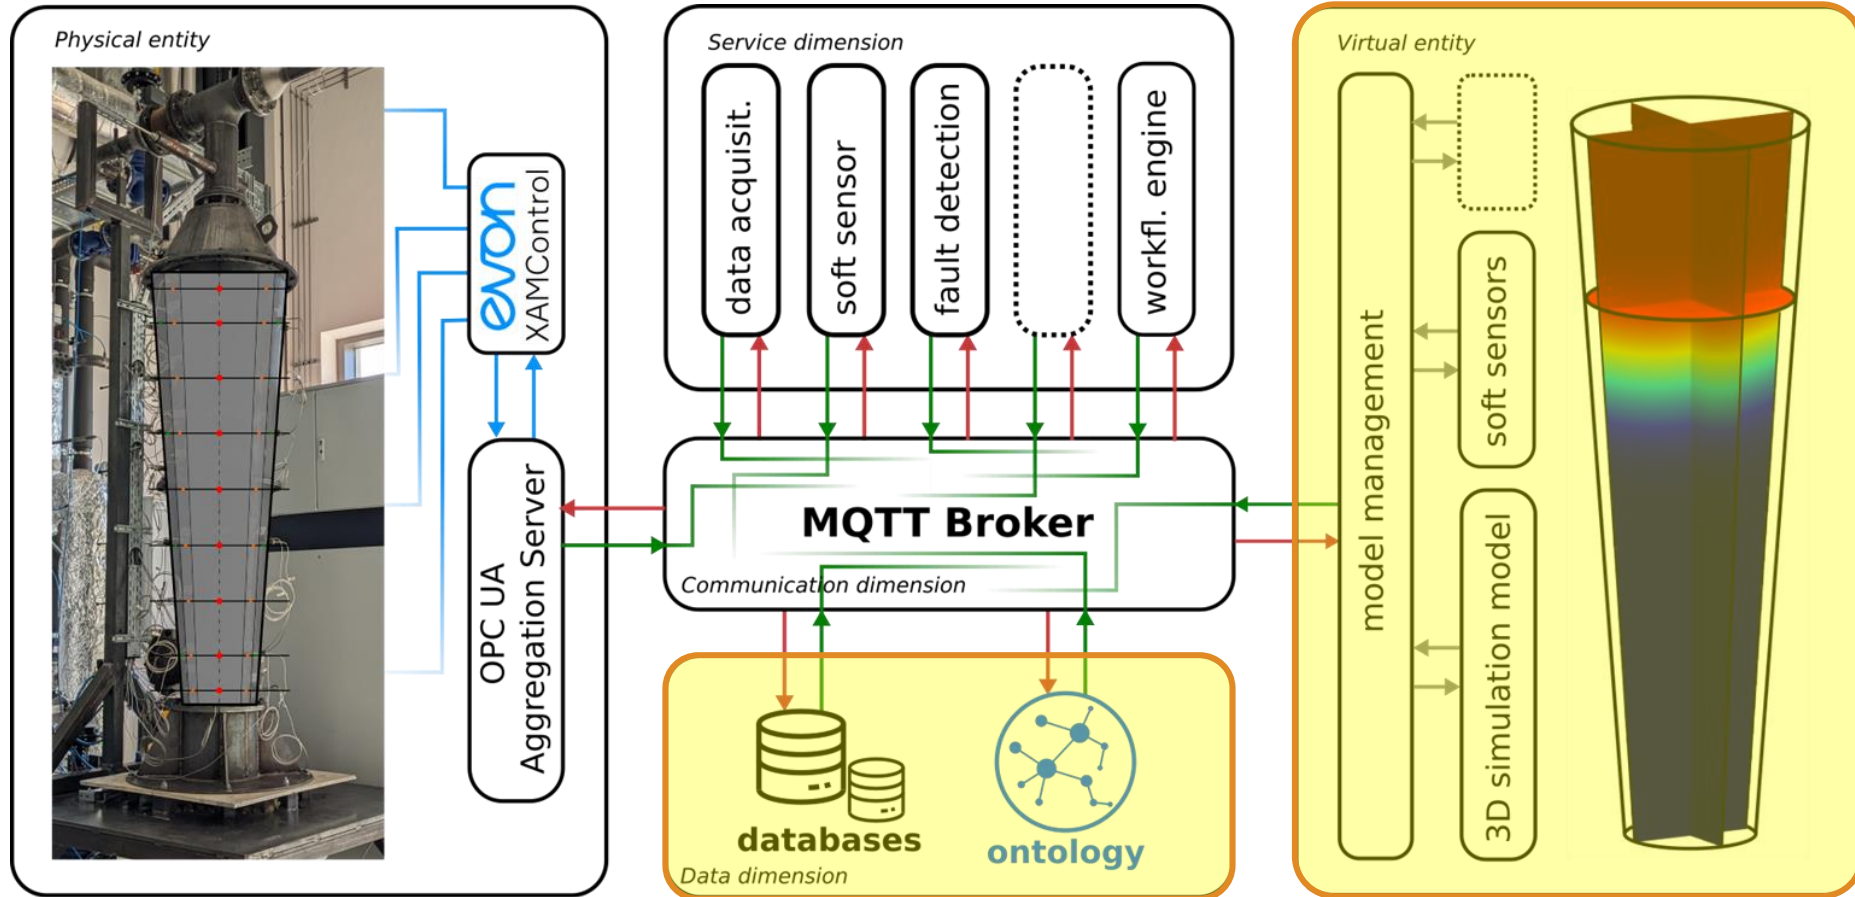 Physical entity
evon
XAMControl
OPC UA
Aggregation Server
Service dimension
data acquisit.
soft sensor
fault detection
workfl. engine
MQTT Broker
Communication dimension
databases
ontology
Data dimension
Virtual entity
model management
soft sensors
3D simulation model